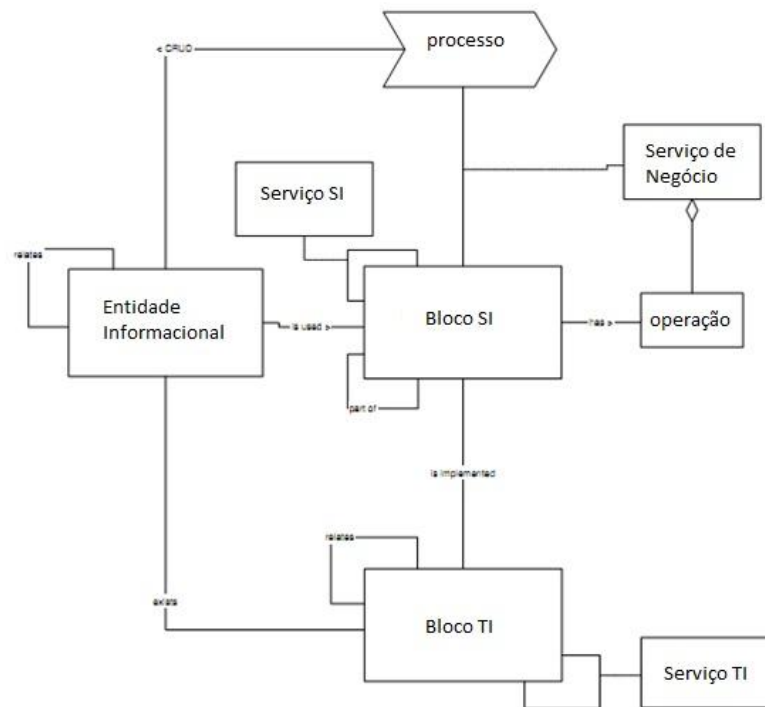 processo
< CRUD
Serviço de
Negócio
Serviço SI
relates
Entidade
Informacional
is used >
Bloco SI
has >
operação
part of
is implemented
relates
exists
Bloco TI
Serviço TI